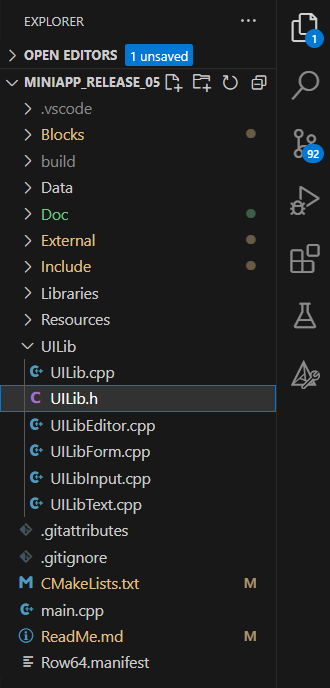 EXPLORER
OPEN EDITORS 1 unsaved
1
MINIAPP_RELEASE_05
.vscode
Blocks
92
build
Data
Doc
External
Include
Libraries
Resources
UILib
UILib.cpp
C UILib.h
UILibEditor.cpp
UILibForm.cpp
UILibInput.cpp
UILibText.cpp
.gitattributes
.gitignore
M CMakeLists.txt M
main.cpp
ReadMe.md M
Row64.manifest